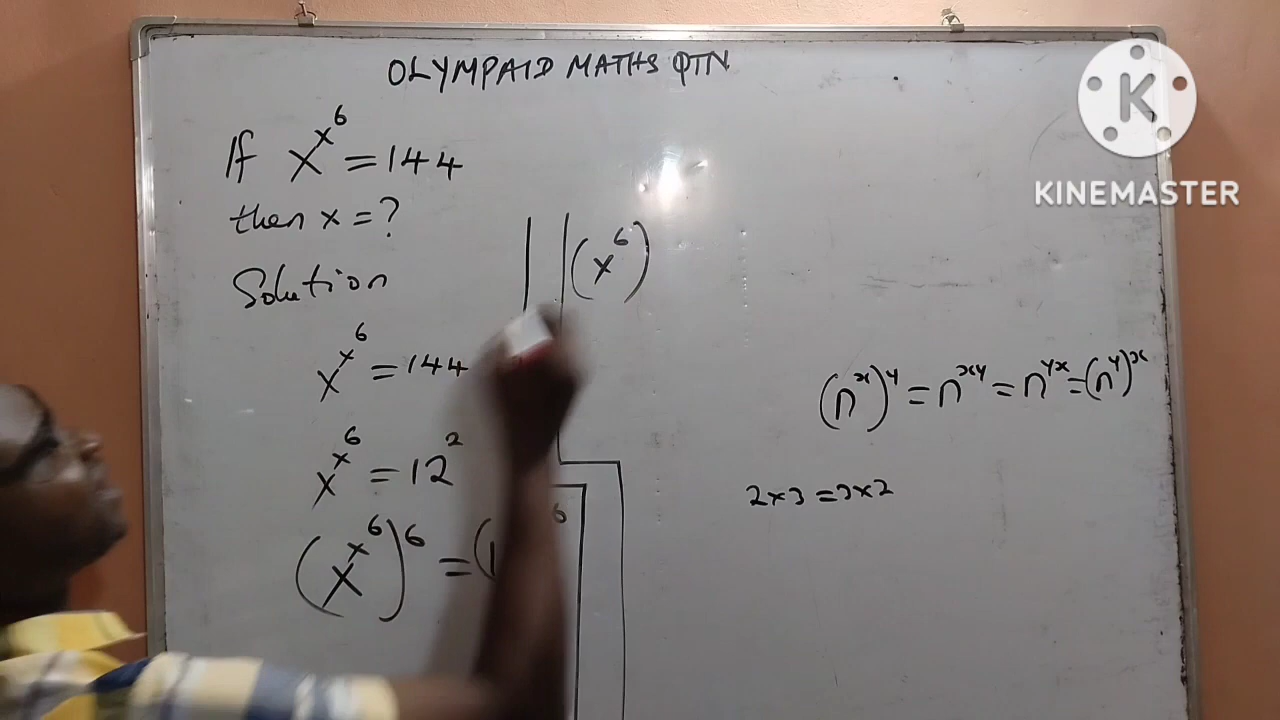 OLYMPAID MATHS QTN
If x^x^6 = 144
then x = ?
Solution
x^x^6 = 144
x^x^6 = 12^2
(x^x^6)^6 = (1 6
(x^6)
(n^x)^y = n^xy = n^yx = (n^y)^x
2 x 3 = 3 x 2
K
KINEMASTER